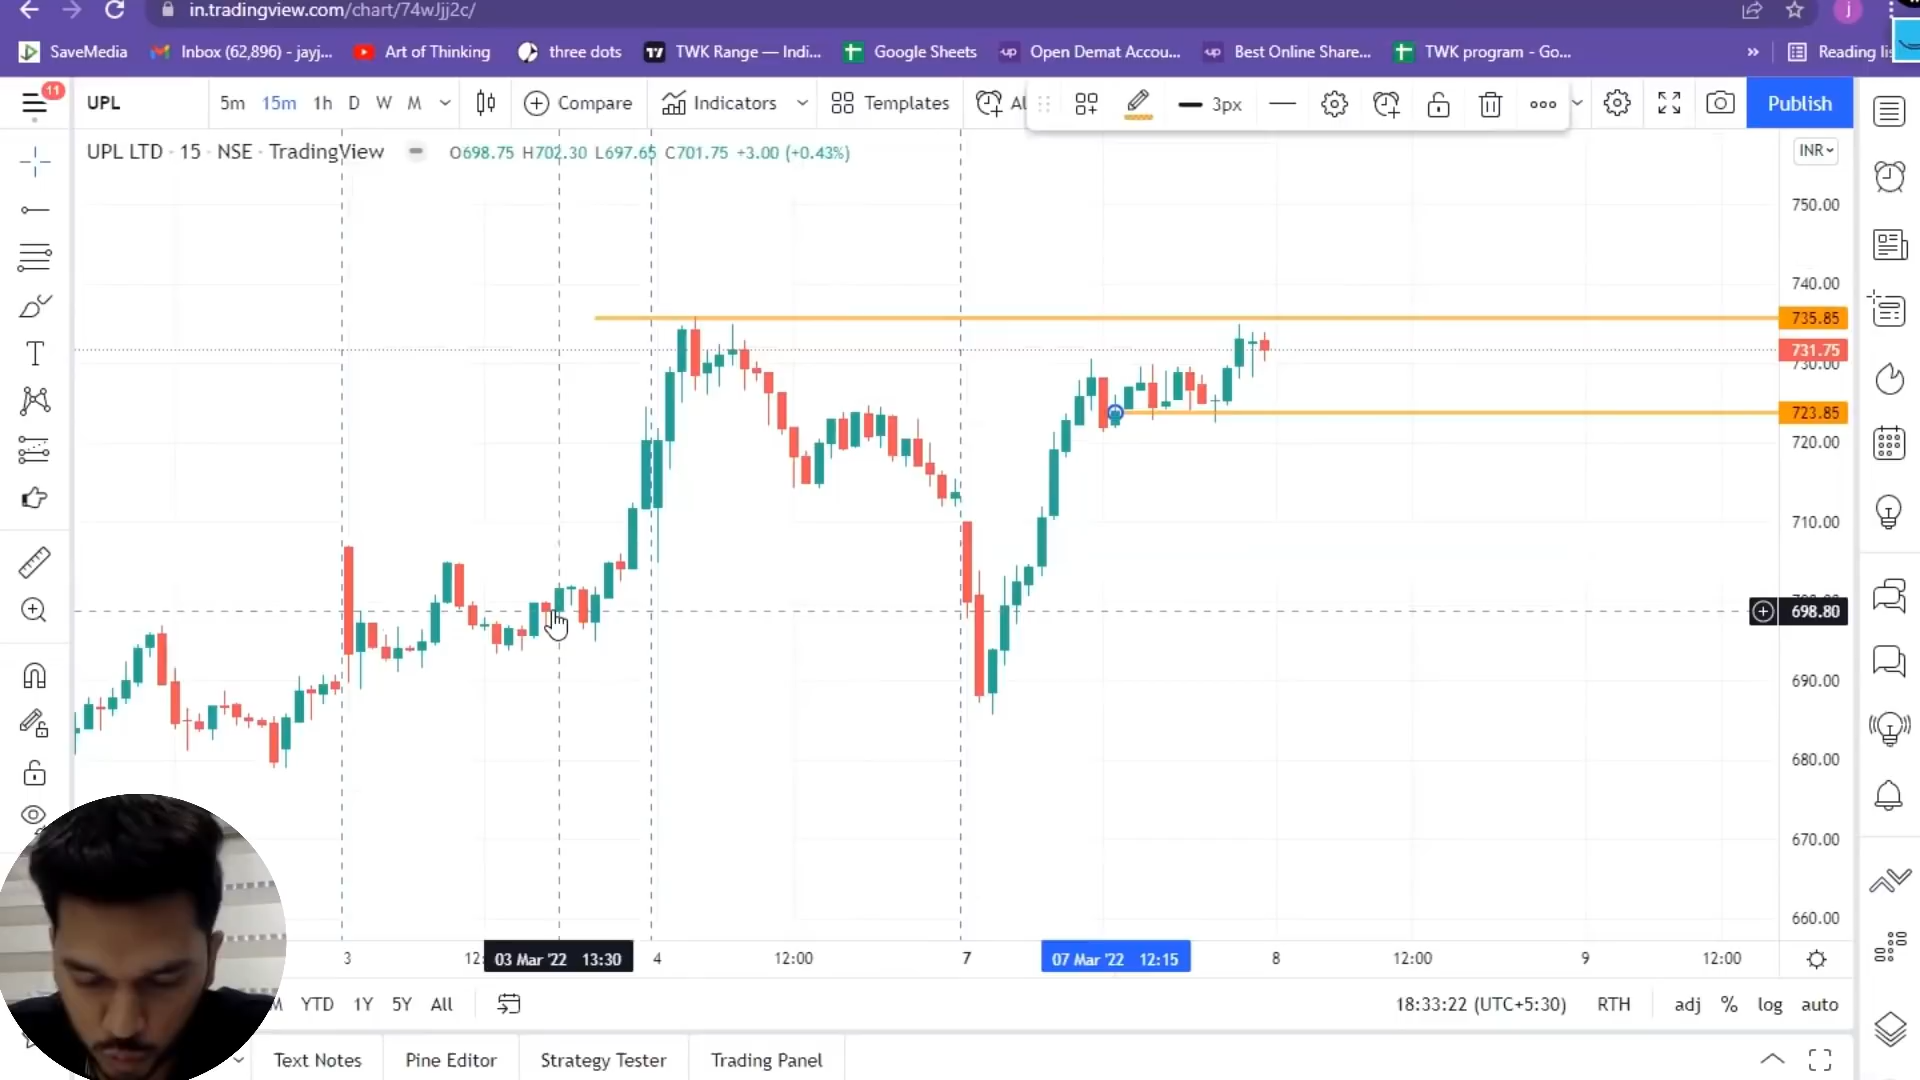 in.tradingview.com/chart/74wJjj2c/
j
SaveMedia Inbox (62,896) - jayj... Art of Thinking three dots TWK Range — Indi... Google Sheets Open Demat Accou... Best Online Share... TWK program - Go... » Reading
11 UPL 5m 15m 1h D W M Compare Indicators Templates 3px Publish
UPL LTD · 15 · NSE · TradingView O698.75 H702.30 L697.65 C701.75 +3.00 (+0.43%) INR
750.00
740.00
735.85
731.75
730.00
723.85
720.00
710.00
698.80
690.00
680.00
670.00
660.00
3 03 Mar '22 13:30 4 12:00 7 07 Mar '22 12:15 8 12:00 9 12:00
YTD 1Y 5Y All 18:33:22 (UTC+5:30) RTH adj % log auto
Text Notes Pine Editor Strategy Tester Trading Panel